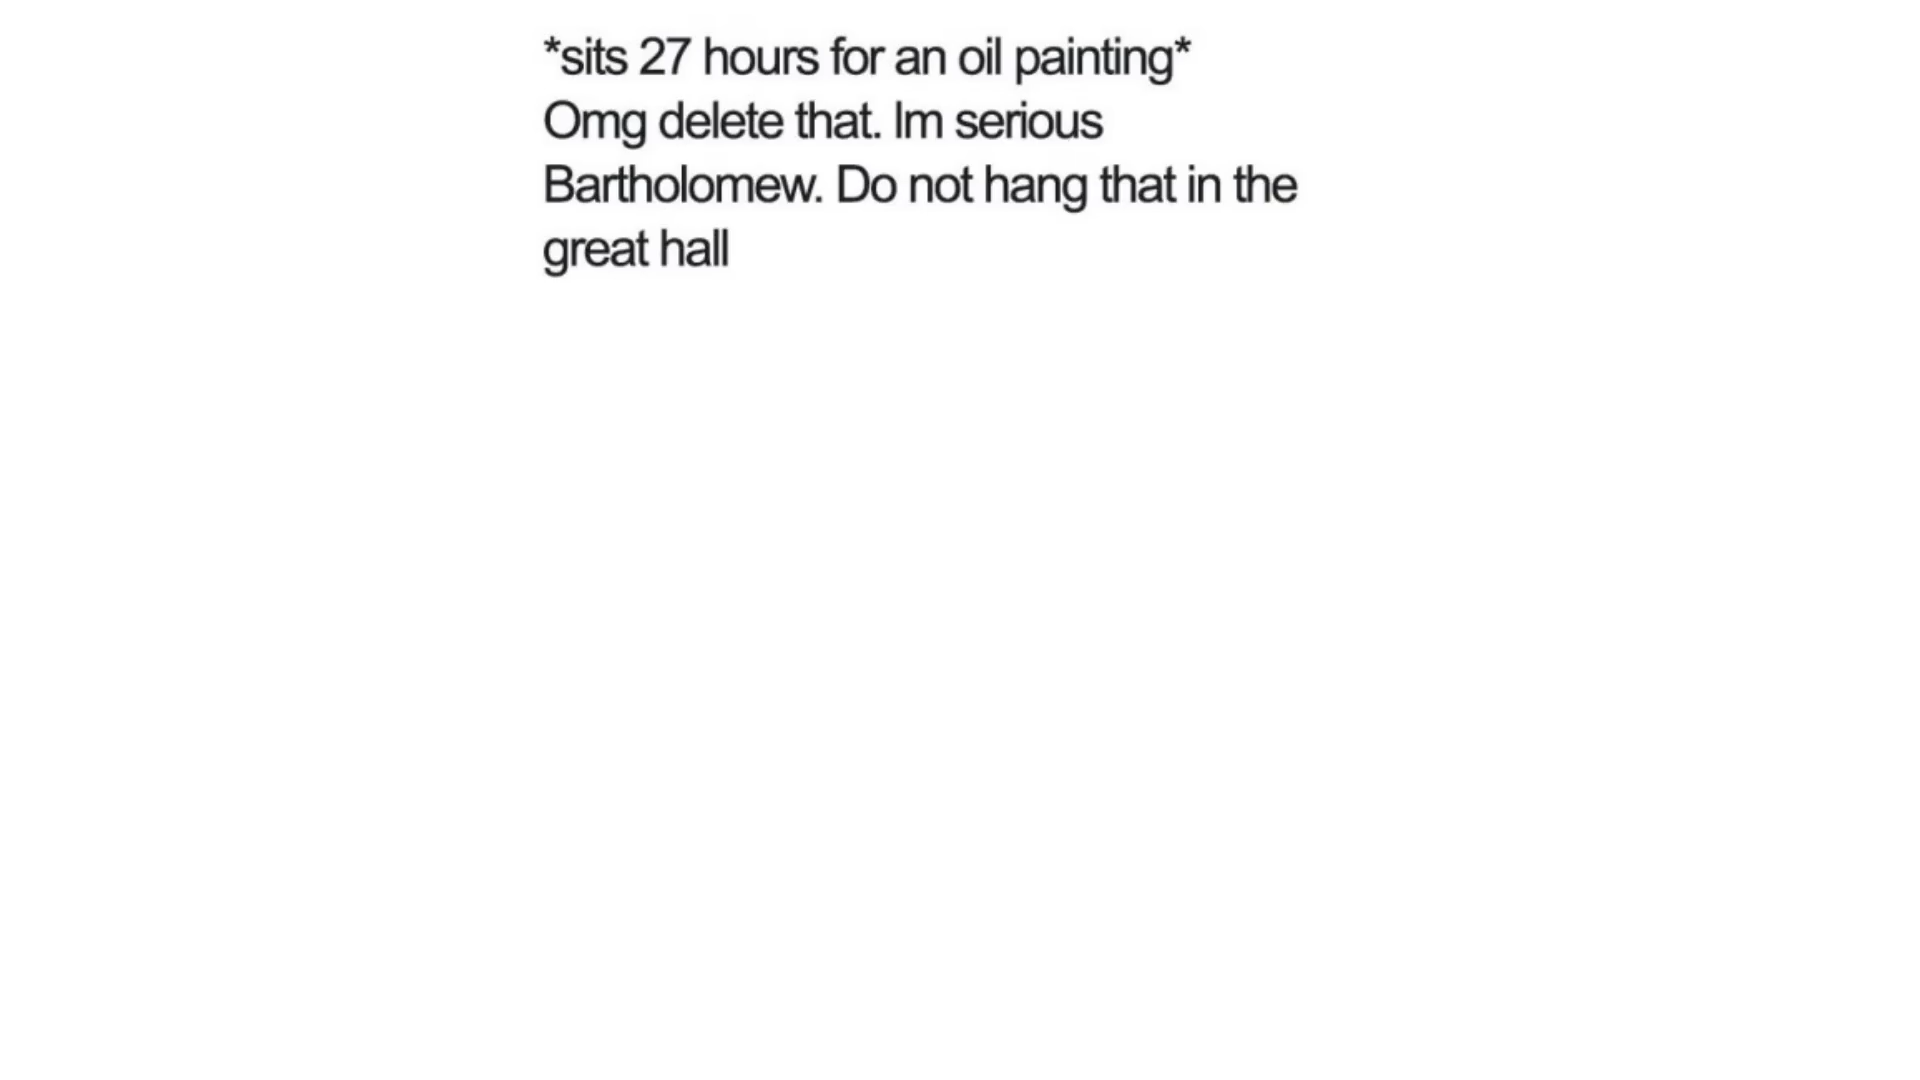 *sits 27 hours for an oil painting*
Omg delete that. Im serious
Bartholomew. Do not hang that in the
great hall